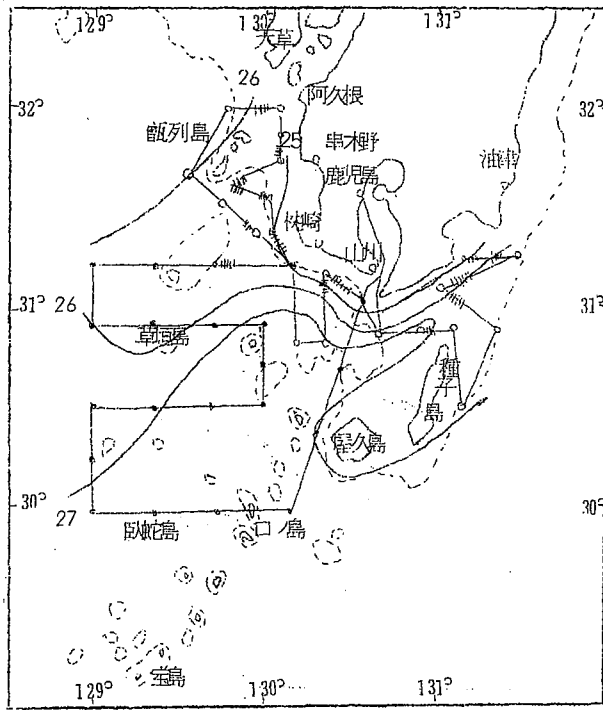 129° 130° 131°
天草
26
阿久根
32° 32°
甑列島
25 串木野
鹿児島
油津
枕崎
山川
31° 31°
26
草垣島
種子島
屋久島
30° 30°
27
臥蛇島 口ノ島
宝島
129° 130° 131°